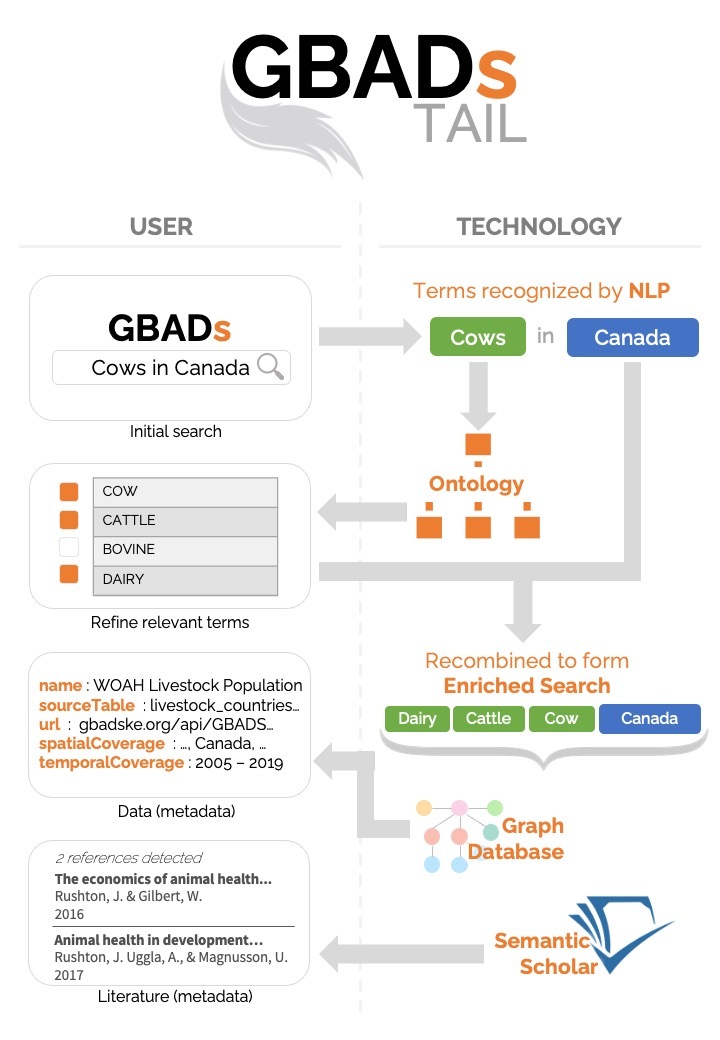 GBADs
TAIL
USER
TECHNOLOGY
GBADs
Cows in Canada
Initial search
Terms recognized by NLP
Cows in Canada
Ontology
COW
CATTLE
BOVINE
DAIRY
Refine relevant terms
Recombined to form
Enriched Search
Dairy Cattle Cow Canada
name : WOAH Livestock Population
sourceTable : livestock_countries...
url : gbadske.org/api/GBADS...
spatialCoverage : ..., Canada, ...
temporalCoverage : 2005 – 2019
Data (metadata)
Graph
Database
2 references detected
The economics of animal health...
Rushton, J. & Gilbert, W.
2016
Animal health in development...
Rushton, J. Uggla, A., & Magnusson, U.
2017
Literature (metadata)
Semantic
Scholar